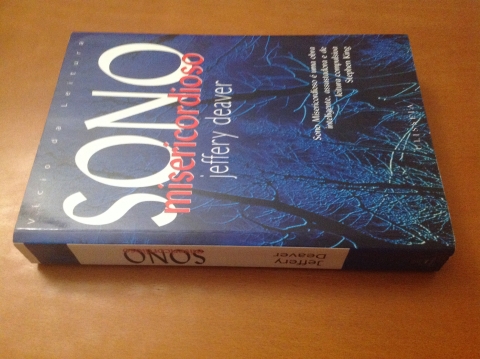 Vício da Leitura
SONO
misericordioso
jeffery deaver
Sono Misericordioso é uma obra
inebriante, assustadora e de
leitura compulsiva
Stephen King
Jeffery
Deaver
SONO